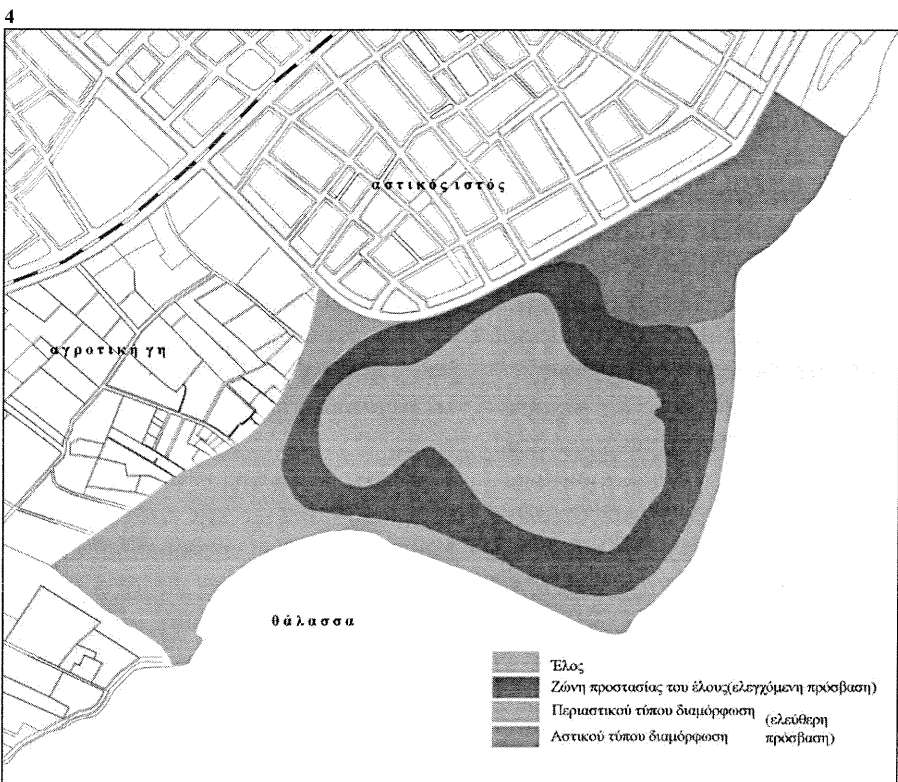 4
αστικός ιστός
αγροτική γη
θάλασσα
Έλος
Ζώνη προστασίας του έλους(ελεγχόμενη πρόσβαση)
Περιαστικού τύπου διαμόρφωση (ελεύθερη
Αστικού τύπου διαμόρφωση πρόσβαση)